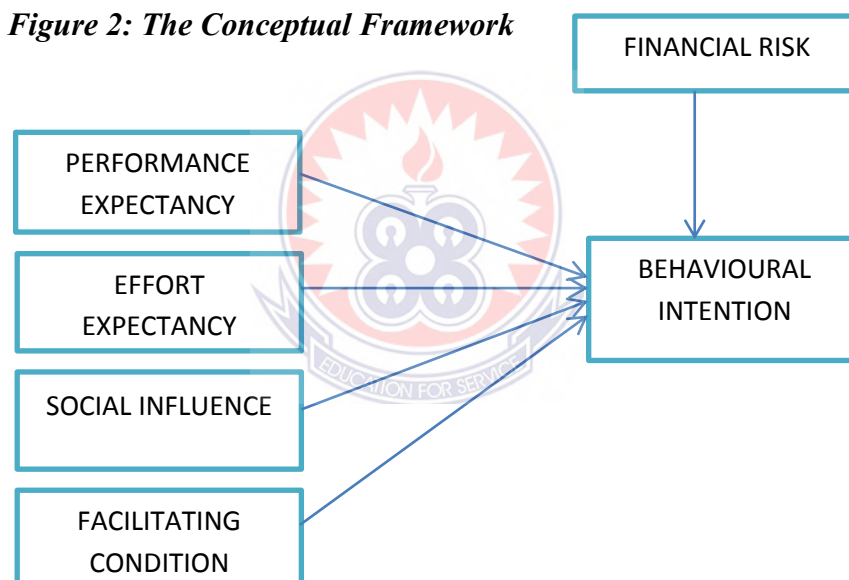 Figure 2: The Conceptual Framework
FINANCIAL RISK
PERFORMANCE
EXPECTANCY
EFFORT
EXPECTANCY
BEHAVIOURAL
INTENTION
SOCIAL INFLUENCE
FACILITATING
CONDITION
EDUCATION FOR SERVICE